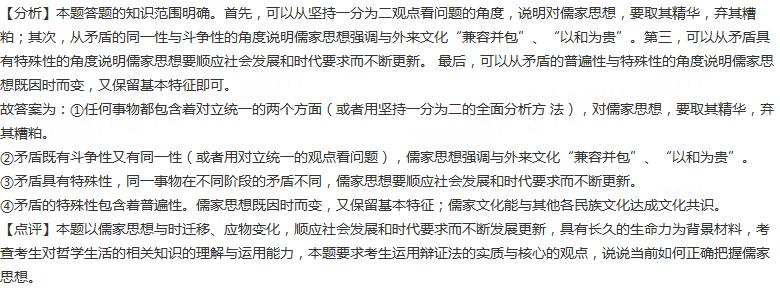 【分析】本题答题的知识范围明确。首先，可以从坚持一分为二观点看问题的角度，说明对儒家思想，要取其精华，弃其糟
粕；其次，从矛盾的同一性与斗争性的角度说明儒家思想强调与外来文化“兼容并包”、“以和为贵”。第三，可以从矛盾具
有特殊性的角度说明儒家思想要顺应社会发展和时代要求而不断更新。 最后，可以从矛盾的普遍性与特殊性的角度说明儒家思
想既因时而变，又保留基本特征即可。
故答案为：①任何事物都包含着对立统一的两个方面（或者用坚持一分为二的全面分析方 法），对儒家思想，要取其精华，弃
其糟粕。
②矛盾既有斗争性又有同一性（或者用对立统一的观点看问题），儒家思想强调与外来文化“兼容并包”、“以和为贵”。
③矛盾具有特殊性，同一事物在不同阶段的矛盾不同，儒家思想要顺应社会发展和时代要求而不断更新。
④矛盾的特殊性包含着普遍性。儒家思想既因时而变，又保留基本特征；儒家文化能与其他各民族文化达成文化共识。
【点评】本题以儒家思想与时迁移、应物变化，顺应社会发展和时代要求而不断发展更新，具有长久的生命力为背景材料，考
查考生对哲学生活的相关知识的理解与运用能力，本题要求考生运用辩证法的实质与核心的观点，说说当前如何正确把握儒家
思想。